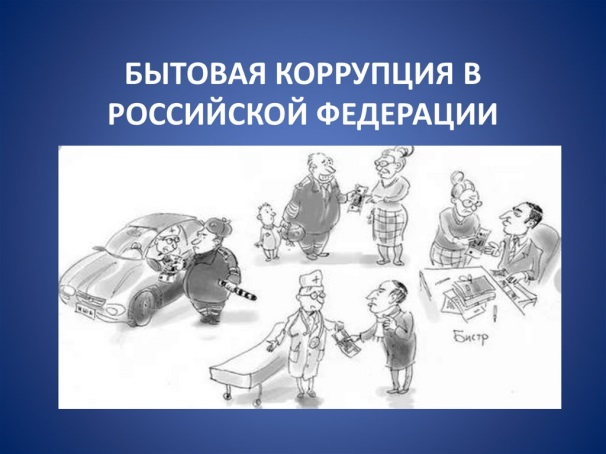 БЫТОВАЯ КОРРУПЦИЯ В
РОССИЙСКОЙ ФЕДЕРАЦИИ
Бистр